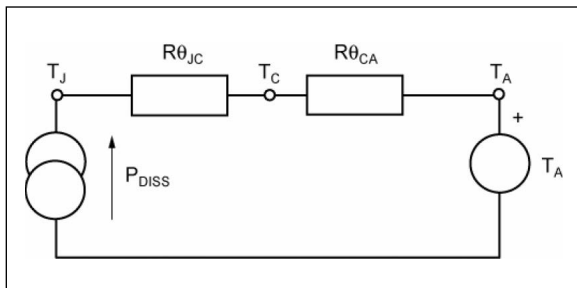 Rθ_JC
Rθ_CA
T_J
T_C
T_A
+
P_DISS
T_A